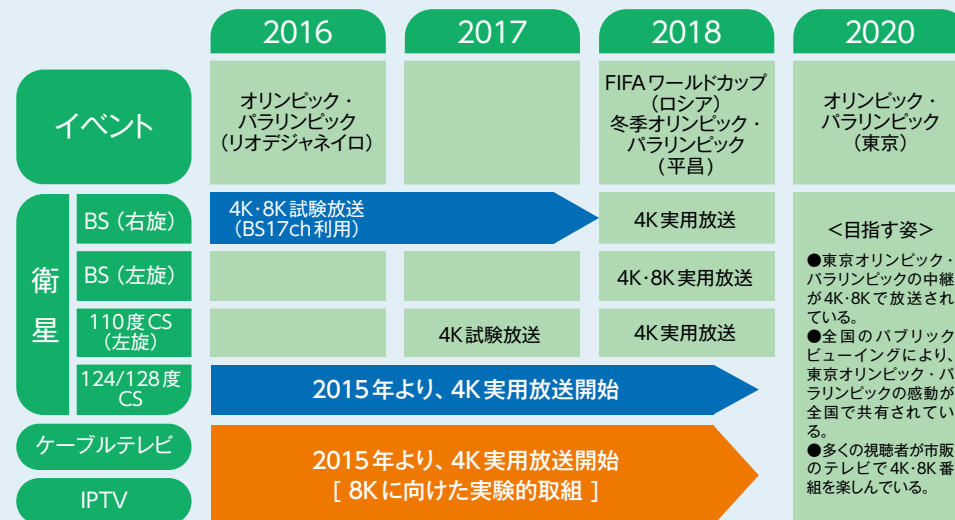 2016
2017
2018
2020
イベント
オリンピック・
パラリンピック
(リオデジャネイロ)
FIFAワールドカップ
(ロシア)
冬季オリンピック・
パラリンピック
(平昌)
オリンピック・
パラリンピック
(東京)
衛星
BS(右旋)
4K・8K試験放送
(BS17ch利用)
4K実用放送
BS(左旋)
4K・8K実用放送
110度CS
(左旋)
4K試験放送
4K実用放送
124/128度
CS
2015年より、4K実用放送開始
ケーブルテレビ
IPTV
2015年より、4K実用放送開始
[ 8Kに向けた実験的取組 ]
<目指す姿>
●東京オリンピック・
パラリンピックの中継
が4K・8Kで放送され
ている。
●全国のパブリック
ビューイングにより、
東京オリンピック・パ
ラリンピックの感動が
全国で共有されてい
る。
●多くの視聴者が市販
のテレビで4K・8K番
組を楽しんでいる。